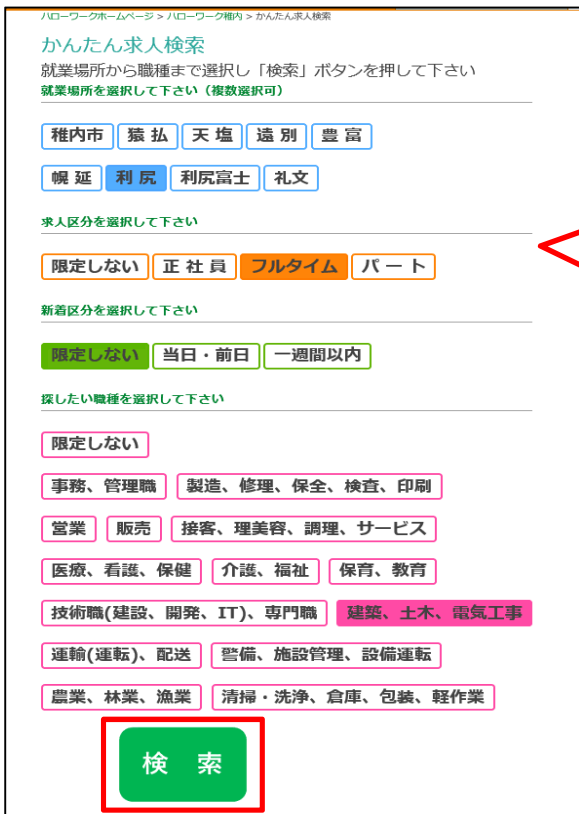 ハローワークホームページ > ハローワーク稚内 > かんたん求人検索
かんたん求人検索
就業場所から職種まで選択し「検索」ボタンを押して下さい
就業場所を選択して下さい（複数選択可）
稚内市 猿 払 天 塩 遠 別 豊 富
幌 延 利 尻 利尻富士 礼文
求人区分を選択して下さい
限定しない 正 社 員 フルタイム パ ー ト
新着区分を選択して下さい
限定しない 当日・前日 一週間以内
探したい職種を選択して下さい
限定しない
事務、管理職 製造、修理、保全、検査、印刷
営業 販売 接客、理美容、調理、サービス
医療、看護、保健 介護、福祉 保育、教育
技術職(建設、開発、IT)、専門職 建築、土木、電気工事
運輸(運転)、配送 警備、施設管理、設備運転
農業、林業、漁業 清掃・洗浄、倉庫、包装、軽作業
検 索